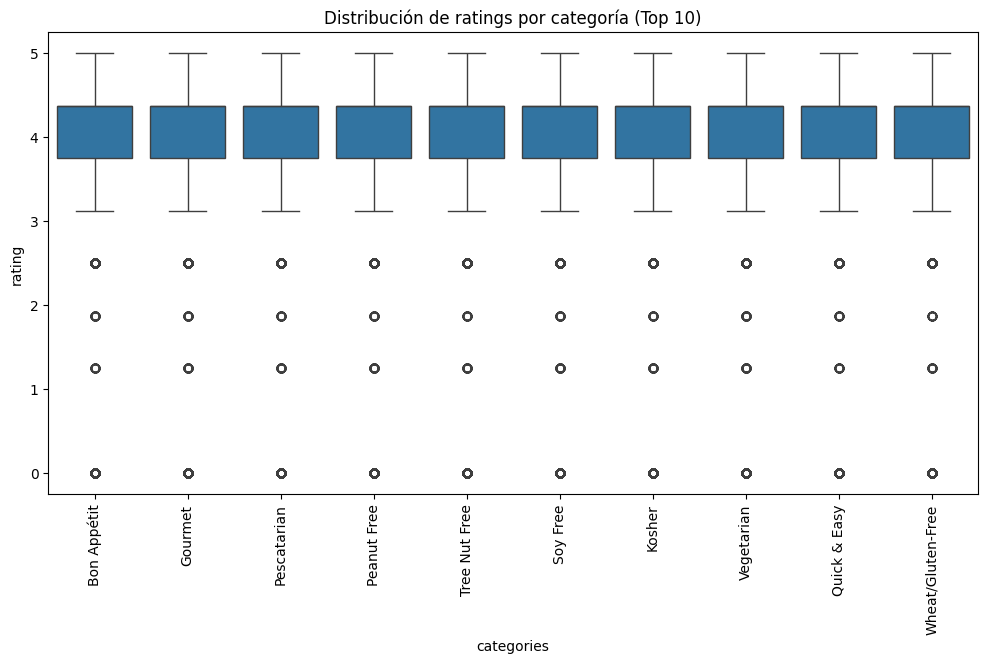 Distribución de ratings por categoría (Top 10)
5
4
3
2
1
0
rating
Bon Appétit
Gourmet
Pescatarian
Peanut Free
Tree Nut Free
Soy Free
Kosher
Vegetarian
Quick & Easy
Wheat/Gluten-Free
categories